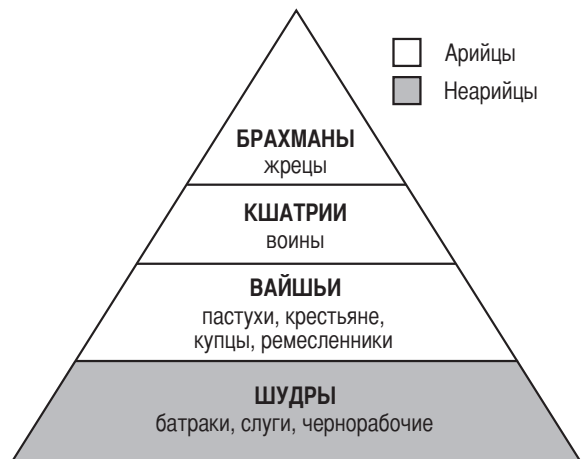 Арийцы
Неарийцы
БРАХМАНЫ
жрецы
КШАТРИИ
воины
ВАЙШЬИ
пастухи, крестьяне,
купцы, ремесленники
ШУДРЫ
батраки, слуги, чернорабочие